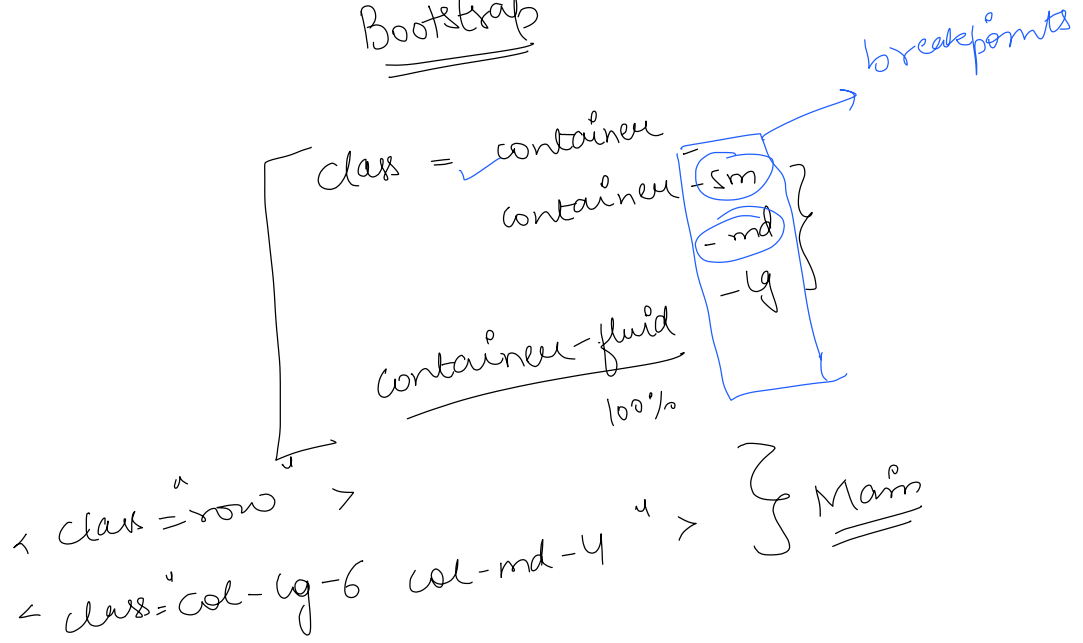 Bootstrap
breakpoints
class = container
container -sm
-md
-lg
container-fluid
100%
< class="row" >
< class="col-lg-6 col-md-4" >
Main